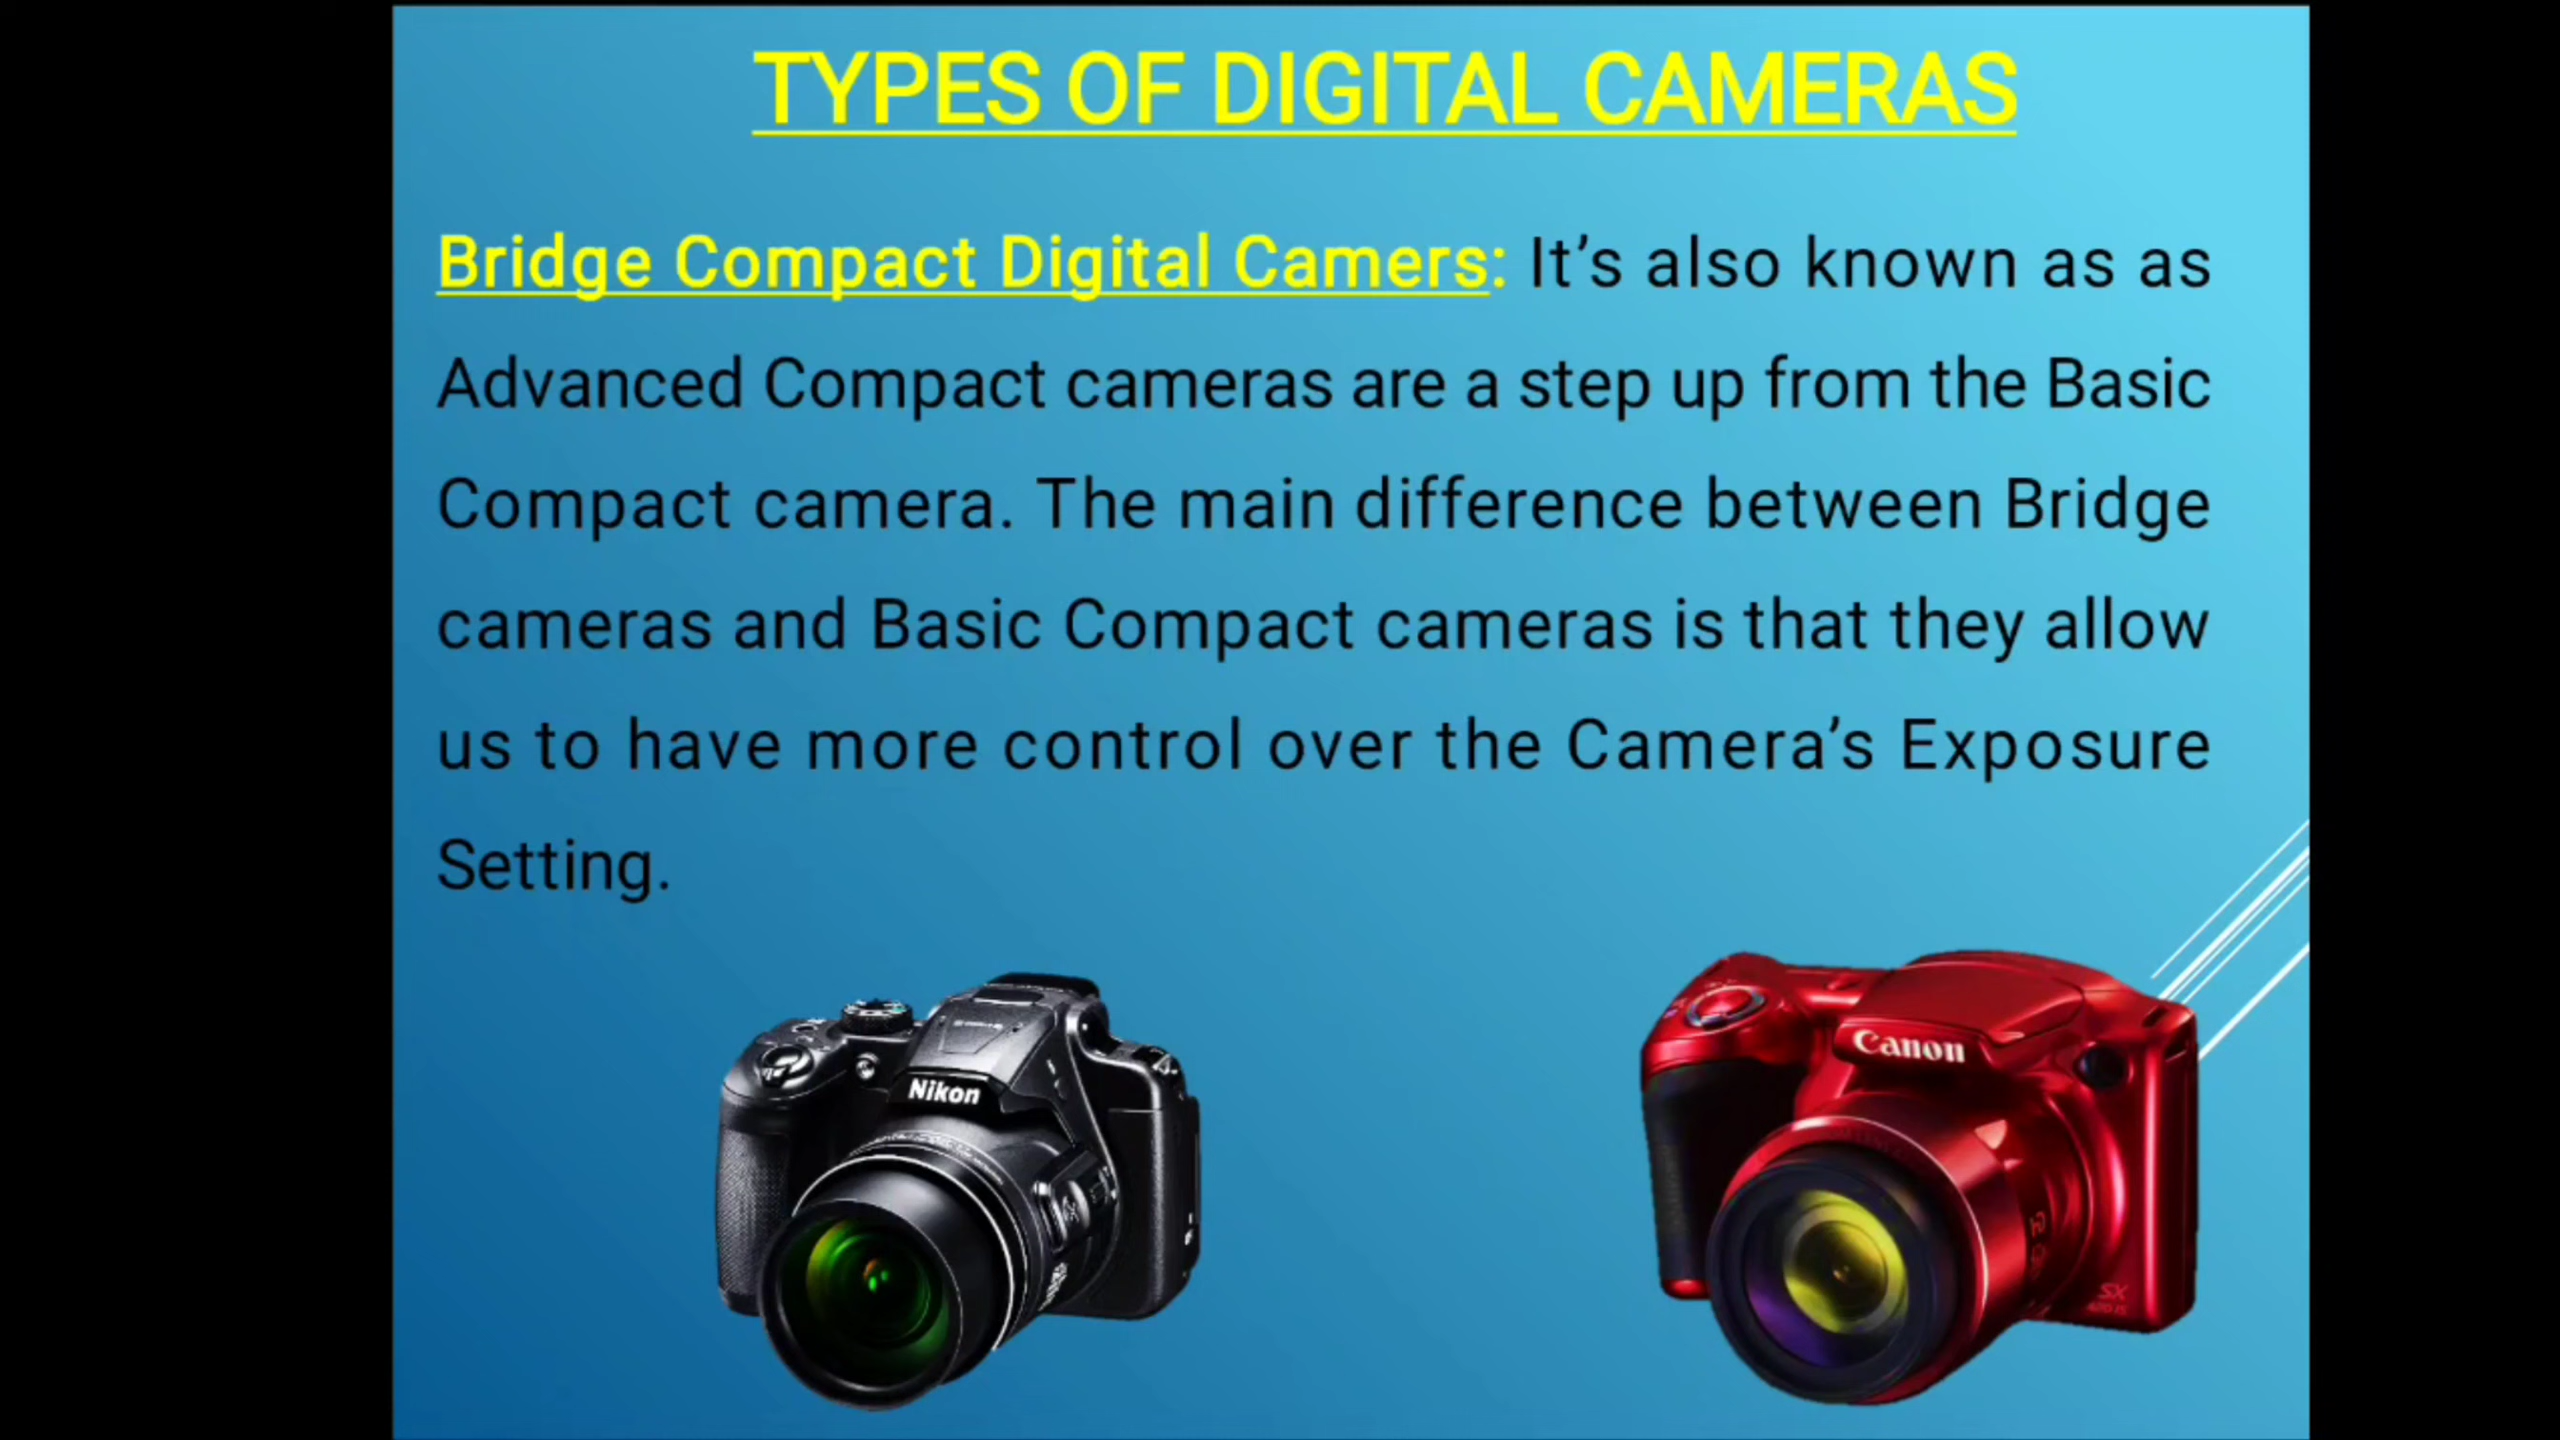 TYPES OF DIGITAL CAMERAS
Bridge Compact Digital Camers: It’s also known as as
Advanced Compact cameras are a step up from the Basic
Compact camera. The main difference between Bridge
cameras and Basic Compact cameras is that they allow
us to have more control over the Camera’s Exposure
Setting.
Nikon
Canon
SX